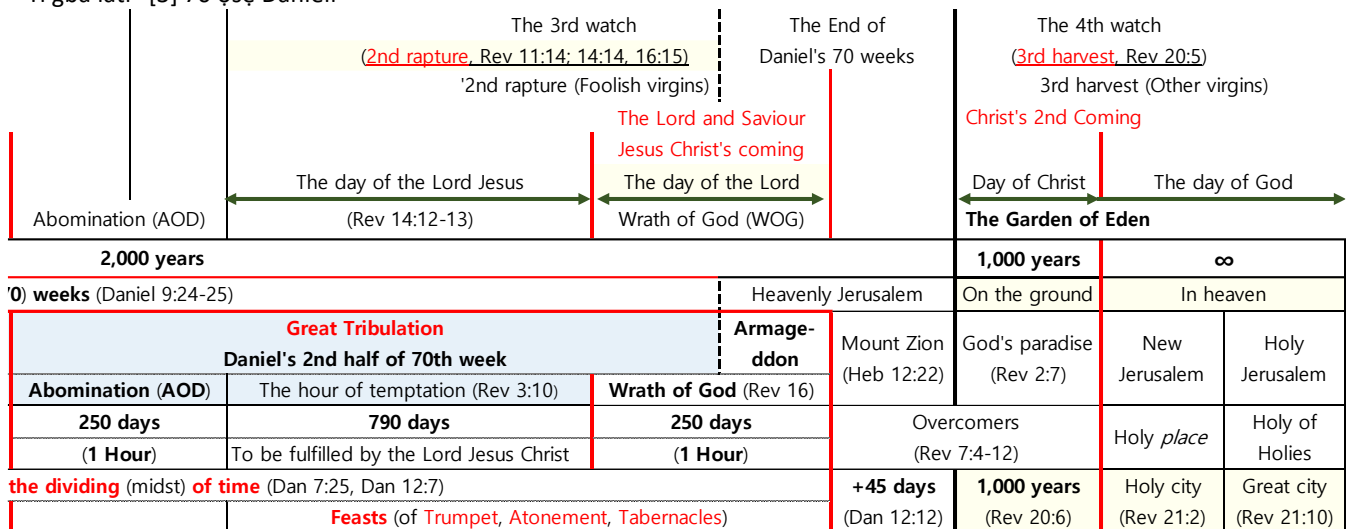 The 3rd watch
The End of
The 4th watch
(2nd rapture, Rev 11:14; 14:14, 16:15)
Daniel's 70 weeks
(3rd harvest, Rev 20:5)
'2nd rapture (Foolish virgins)
3rd harvest (Other virgins)
The Lord and Saviour
Christ's 2nd Coming
Jesus Christ's coming
The day of the Lord Jesus
The day of the Lord
Day of Christ
The day of God
Abomination (AOD)
(Rev 14:12-13)
Wrath of God (WOG)
The Garden of Eden
2,000 years
1,000 years
∞
0) weeks (Daniel 9:24-25)
Heavenly Jerusalem
On the ground
In heaven
Great Tribulation
Daniel's 2nd half of 70th week
Armage-
ddon
Mount Zion
(Heb 12:22)
God's paradise
(Rev 2:7)
New
Jerusalem
Holy
Jerusalem
Abomination (AOD)
The hour of temptation (Rev 3:10)
Wrath of God (Rev 16)
250 days
790 days
250 days
Overcomers
(Rev 7:4-12)
Holy place
Holy of
Holies
(1 Hour)
To be fulfilled by the Lord Jesus Christ
(1 Hour)
the dividing (midst) of time (Dan 7:25, Dan 12:7)
+45 days
(Dan 12:12)
1,000 years
(Rev 20:6)
Holy city
(Rev 21:2)
Great city
(Rev 21:10)
Feasts (of Trumpet, Atonement, Tabernacles)